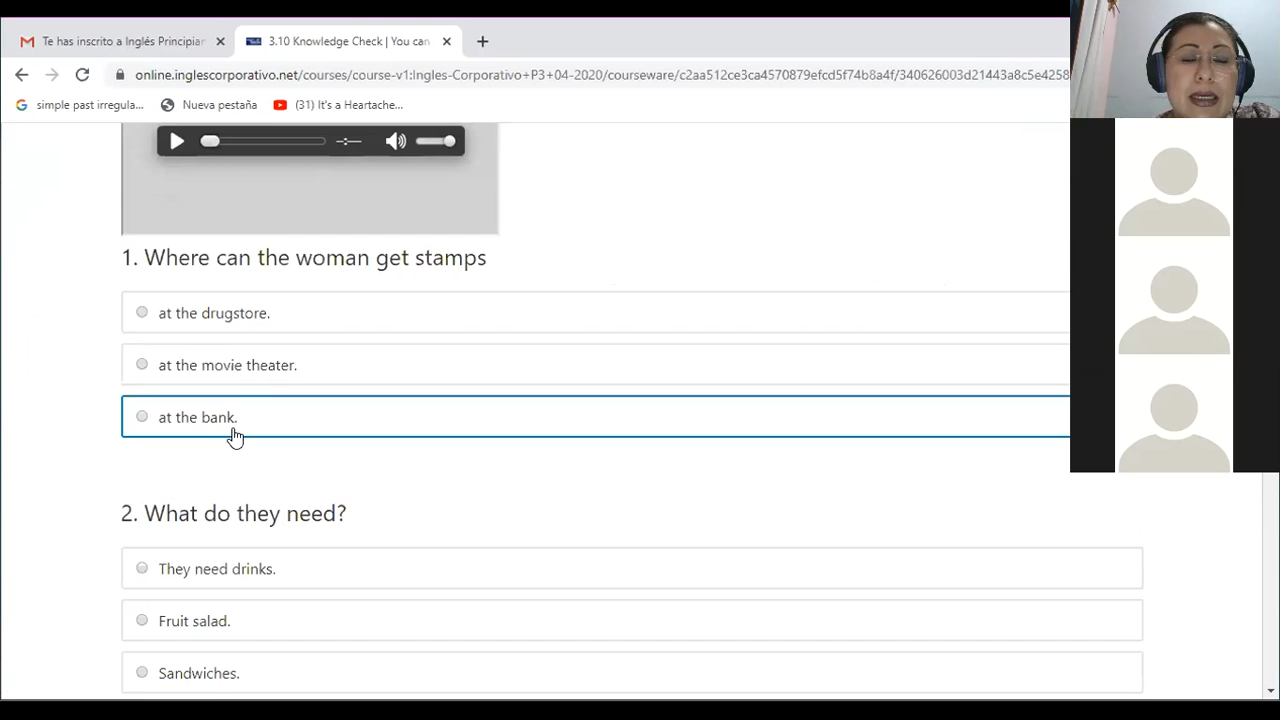 Te has inscrito a Inglés Principian
3.10 Knowledge Check | You can
online.inglescorporativo.net/courses/course-v1:Ingles-Corporativo+P3+04-2020/courseware/c2aa512ce3ca4570879efcd5f74b8a4f/340626003d21443a8c5e4258
simple past irregula...
Nueva pestaña
(31) It's a Heartache...
1. Where can the woman get stamps
at the drugstore.
at the movie theater.
at the bank.
2. What do they need?
They need drinks.
Fruit salad.
Sandwiches.